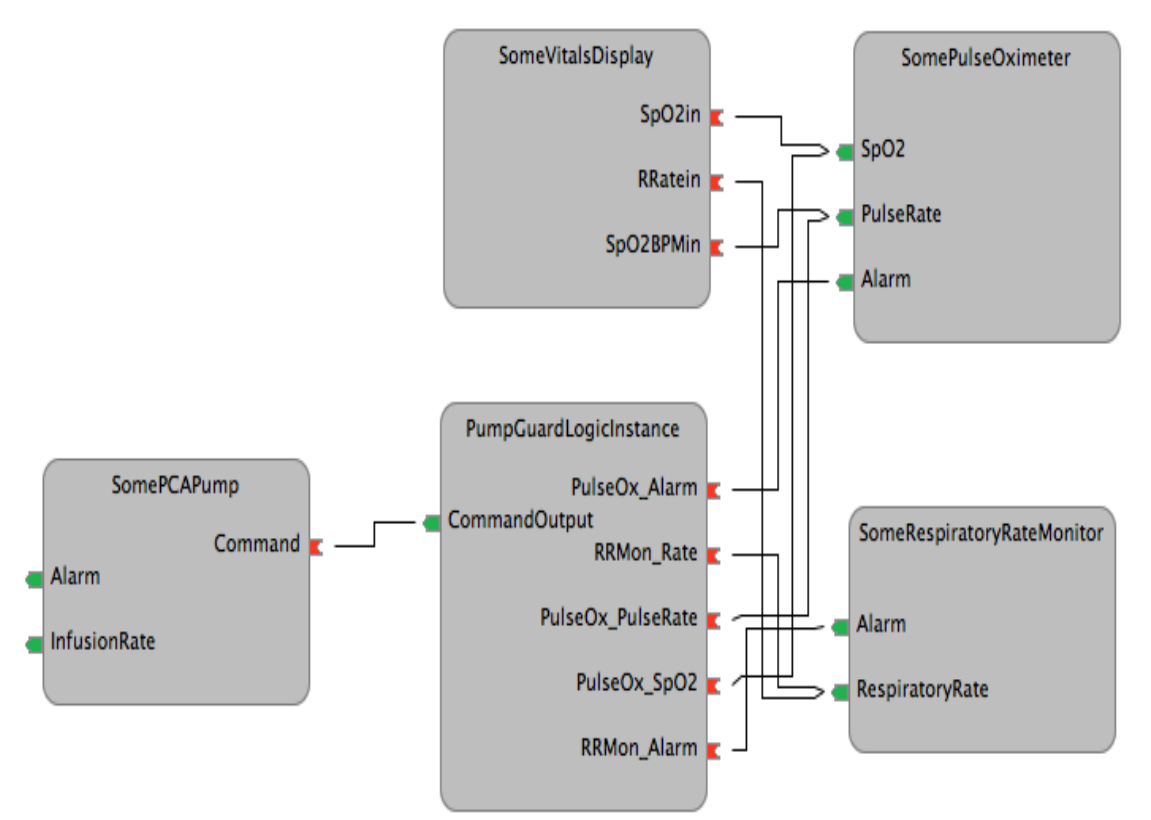 SomeVitalsDisplay
SpO2in
RRatein
SpO2BPMin
SomePulseOximeter
SpO2
PulseRate
Alarm
PumpGuardLogicInstance
PulseOx_Alarm
CommandOutput
RRMon_Rate
PulseOx_PulseRate
PulseOx_SpO2
RRMon_Alarm
SomePCAPump
Command
Alarm
InfusionRate
SomeRespiratoryRateMonitor
Alarm
RespiratoryRate